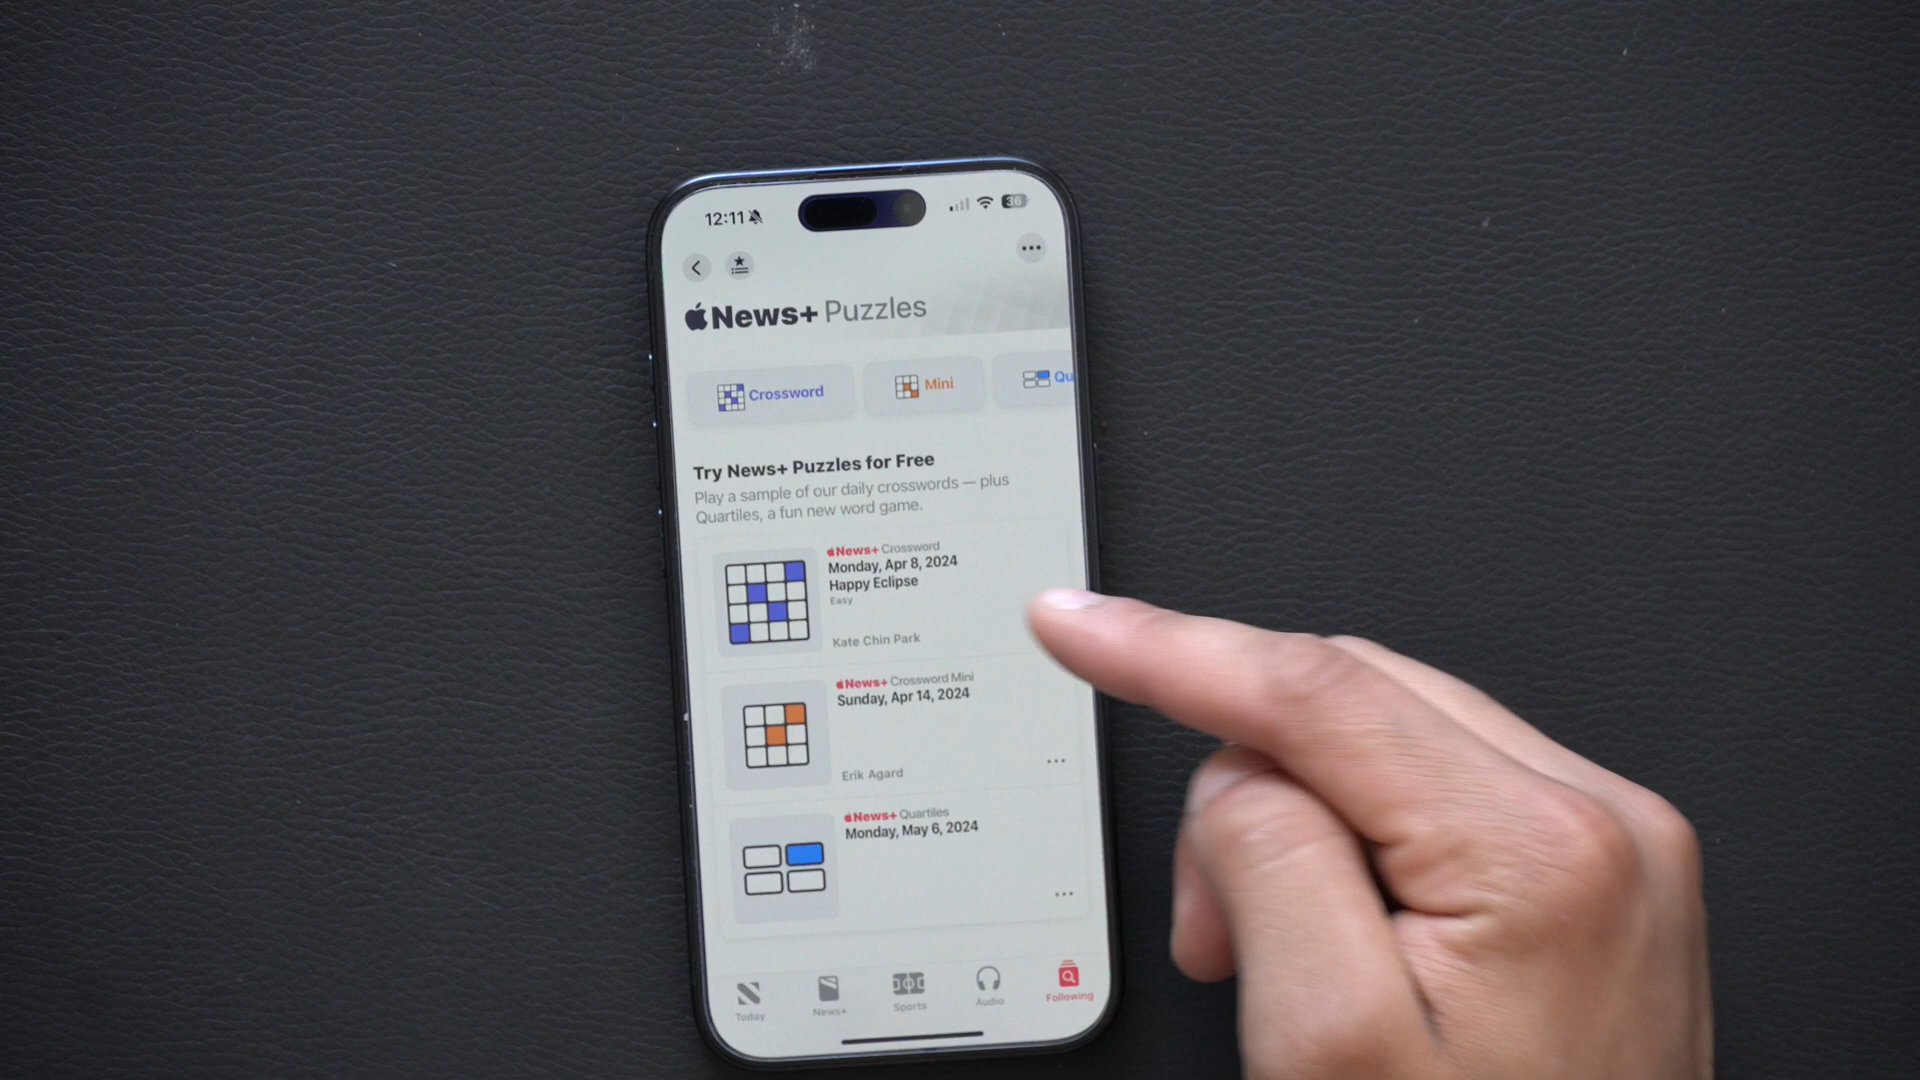 12:11
36
News+ Puzzles
Crossword
Mini
Qu
Try News+ Puzzles for Free
Play a sample of our daily crosswords — plus
Quartiles, a fun new word game.
News+ Crossword
Monday, Apr 8, 2024
Happy Eclipse
Easy
Kate Chin Park
News+ Crossword Mini
Sunday, Apr 14, 2024
Erik Agard
News+ Quartiles
Monday, May 6, 2024
Today
News+
Sports
Audio
Following